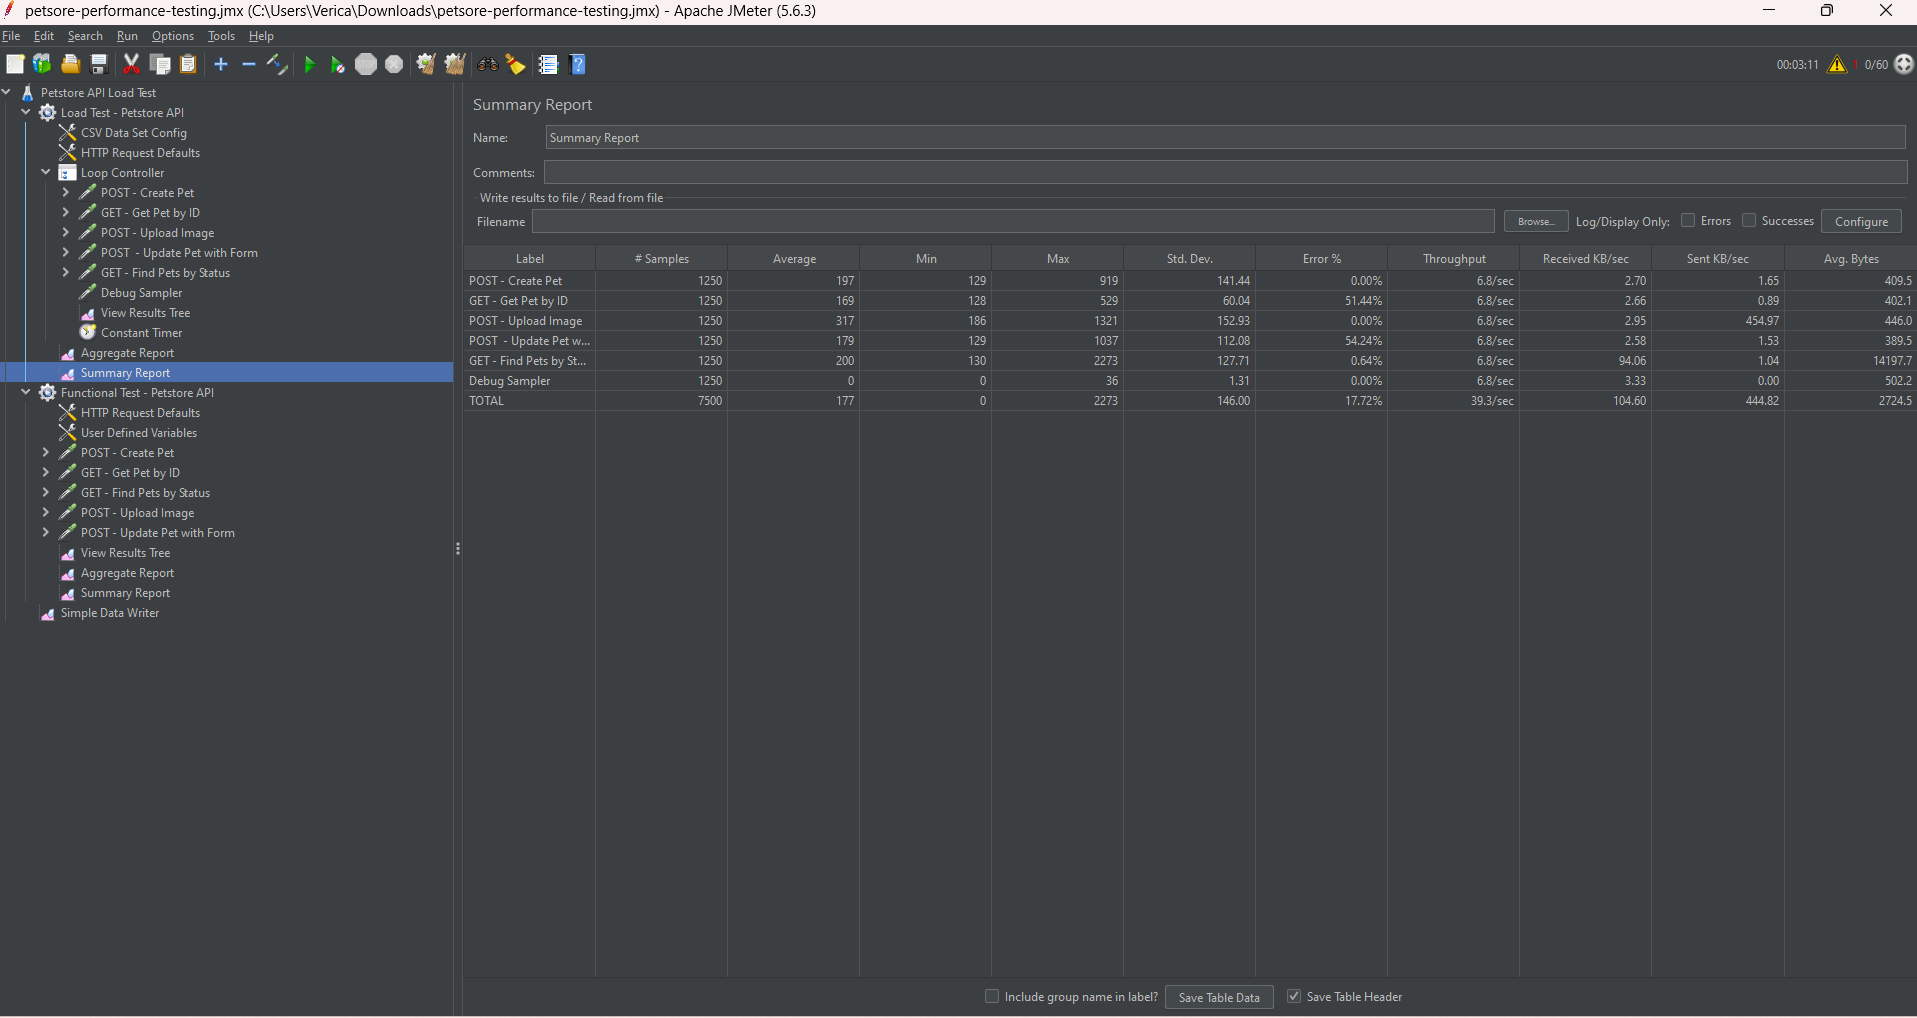 petsore-performance-testing.jmx (C:\Users\Verica\Downloads\petsore-performance-testing.jmx) - Apache JMeter (5.6.3)
File Edit Search Run Options Tools Help
STOP
?
00:03:11 1 0/60
Petstore API Load Test
Load Test - Petstore API
CSV Data Set Config
HTTP Request Defaults
Loop Controller
POST - Create Pet
GET - Get Pet by ID
POST - Upload Image
POST  - Update Pet with Form
GET - Find Pets by Status
Debug Sampler
View Results Tree
Constant Timer
Aggregate Report
Summary Report
Functional Test - Petstore API
HTTP Request Defaults
User Defined Variables
POST - Create Pet
GET - Get Pet by ID
GET - Find Pets by Status
POST - Upload Image
POST - Update Pet with Form
View Results Tree
Aggregate Report
Summary Report
Simple Data Writer
Summary Report
Name: Summary Report
Comments:
Write results to file / Read from file
Filename Browse... Log/Display Only: Errors Successes Configure
Label # Samples Average Min Max Std. Dev. Error % Throughput Received KB/sec Sent KB/sec Avg. Bytes
POST - Create Pet 1250 197 129 919 141.44 0.00% 6.8/sec 2.70 1.65 409.5
GET - Get Pet by ID 1250 169 128 529 60.04 51.44% 6.8/sec 2.66 0.89 402.1
POST - Upload Image 1250 317 186 1321 152.93 0.00% 6.8/sec 2.95 454.97 446.0
POST  - Update Pet w... 1250 179 129 1037 112.08 54.24% 6.8/sec 2.58 1.53 389.5
GET - Find Pets by St... 1250 200 130 2273 127.71 0.64% 6.8/sec 94.06 1.04 14197.7
Debug Sampler 1250 0 0 36 1.31 0.00% 6.8/sec 3.33 0.00 502.2
TOTAL 7500 177 0 2273 146.00 17.72% 39.3/sec 104.60 444.82 2724.5
Include group name in label? Save Table Data Save Table Header